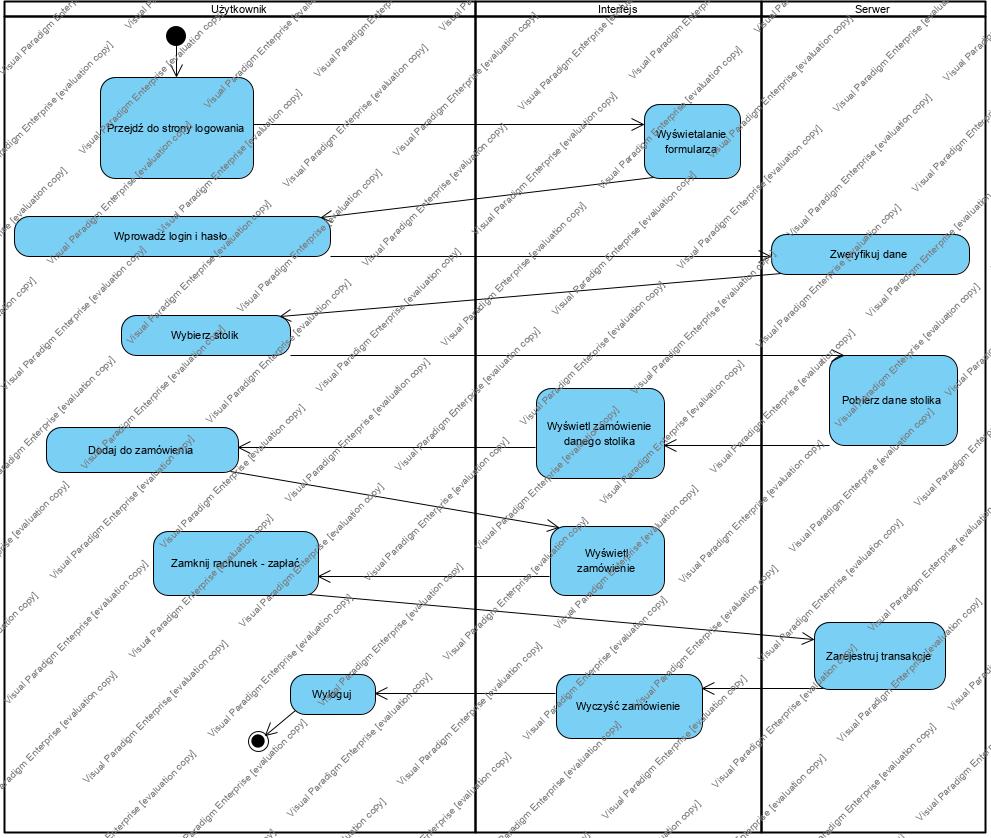 Użytkownik
Interfejs
Serwer
Przejdź do strony logowania
Wyświetalanie
formularza
Wprowadź login i hasło
Zweryfikuj dane
Wybierz stolik
Pobierz dane stolika
Wyświetl zamówienie
danego stolika
Dodaj do zamówienia
Wyświetl
zamówienie
Zamknij rachunek - zapłać
Zarejestruj transakcje
Wyczyść zamówienie
Wyloguj
Visual Paradigm Enterprise [evaluation copy]